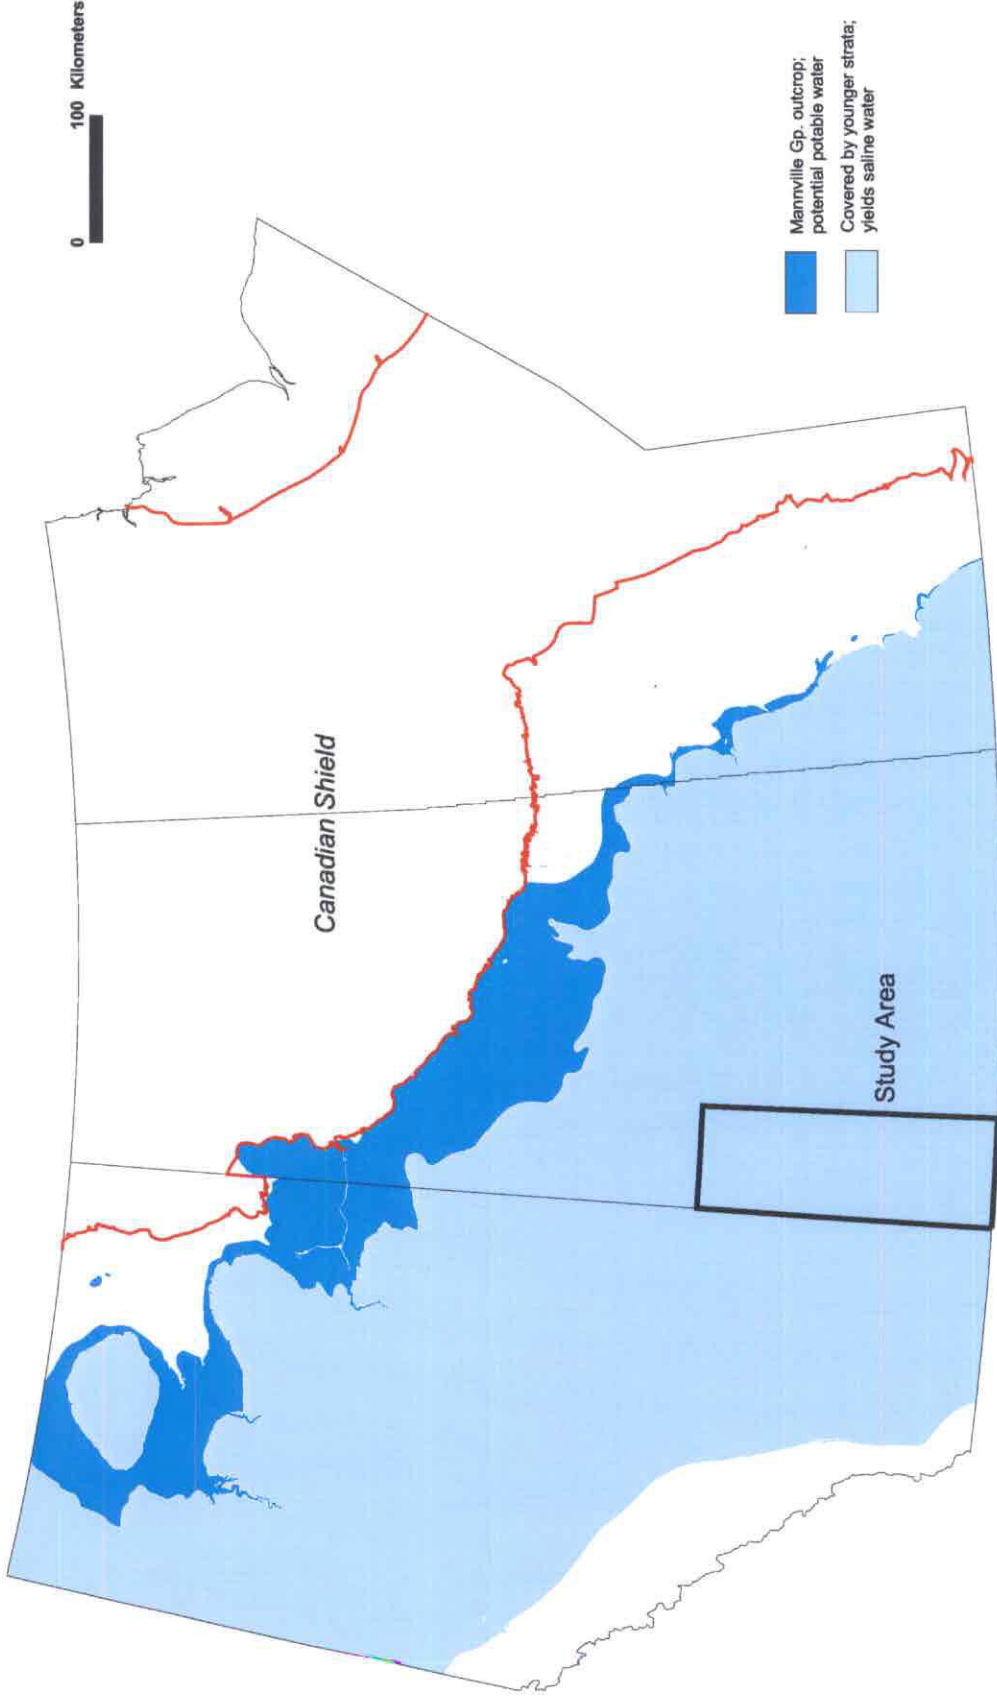 0 100 Kilometers
Canadian Shield
Mannville Gp. outcrop;
potential potable water
Covered by younger strata;
yields saline water
Study Area